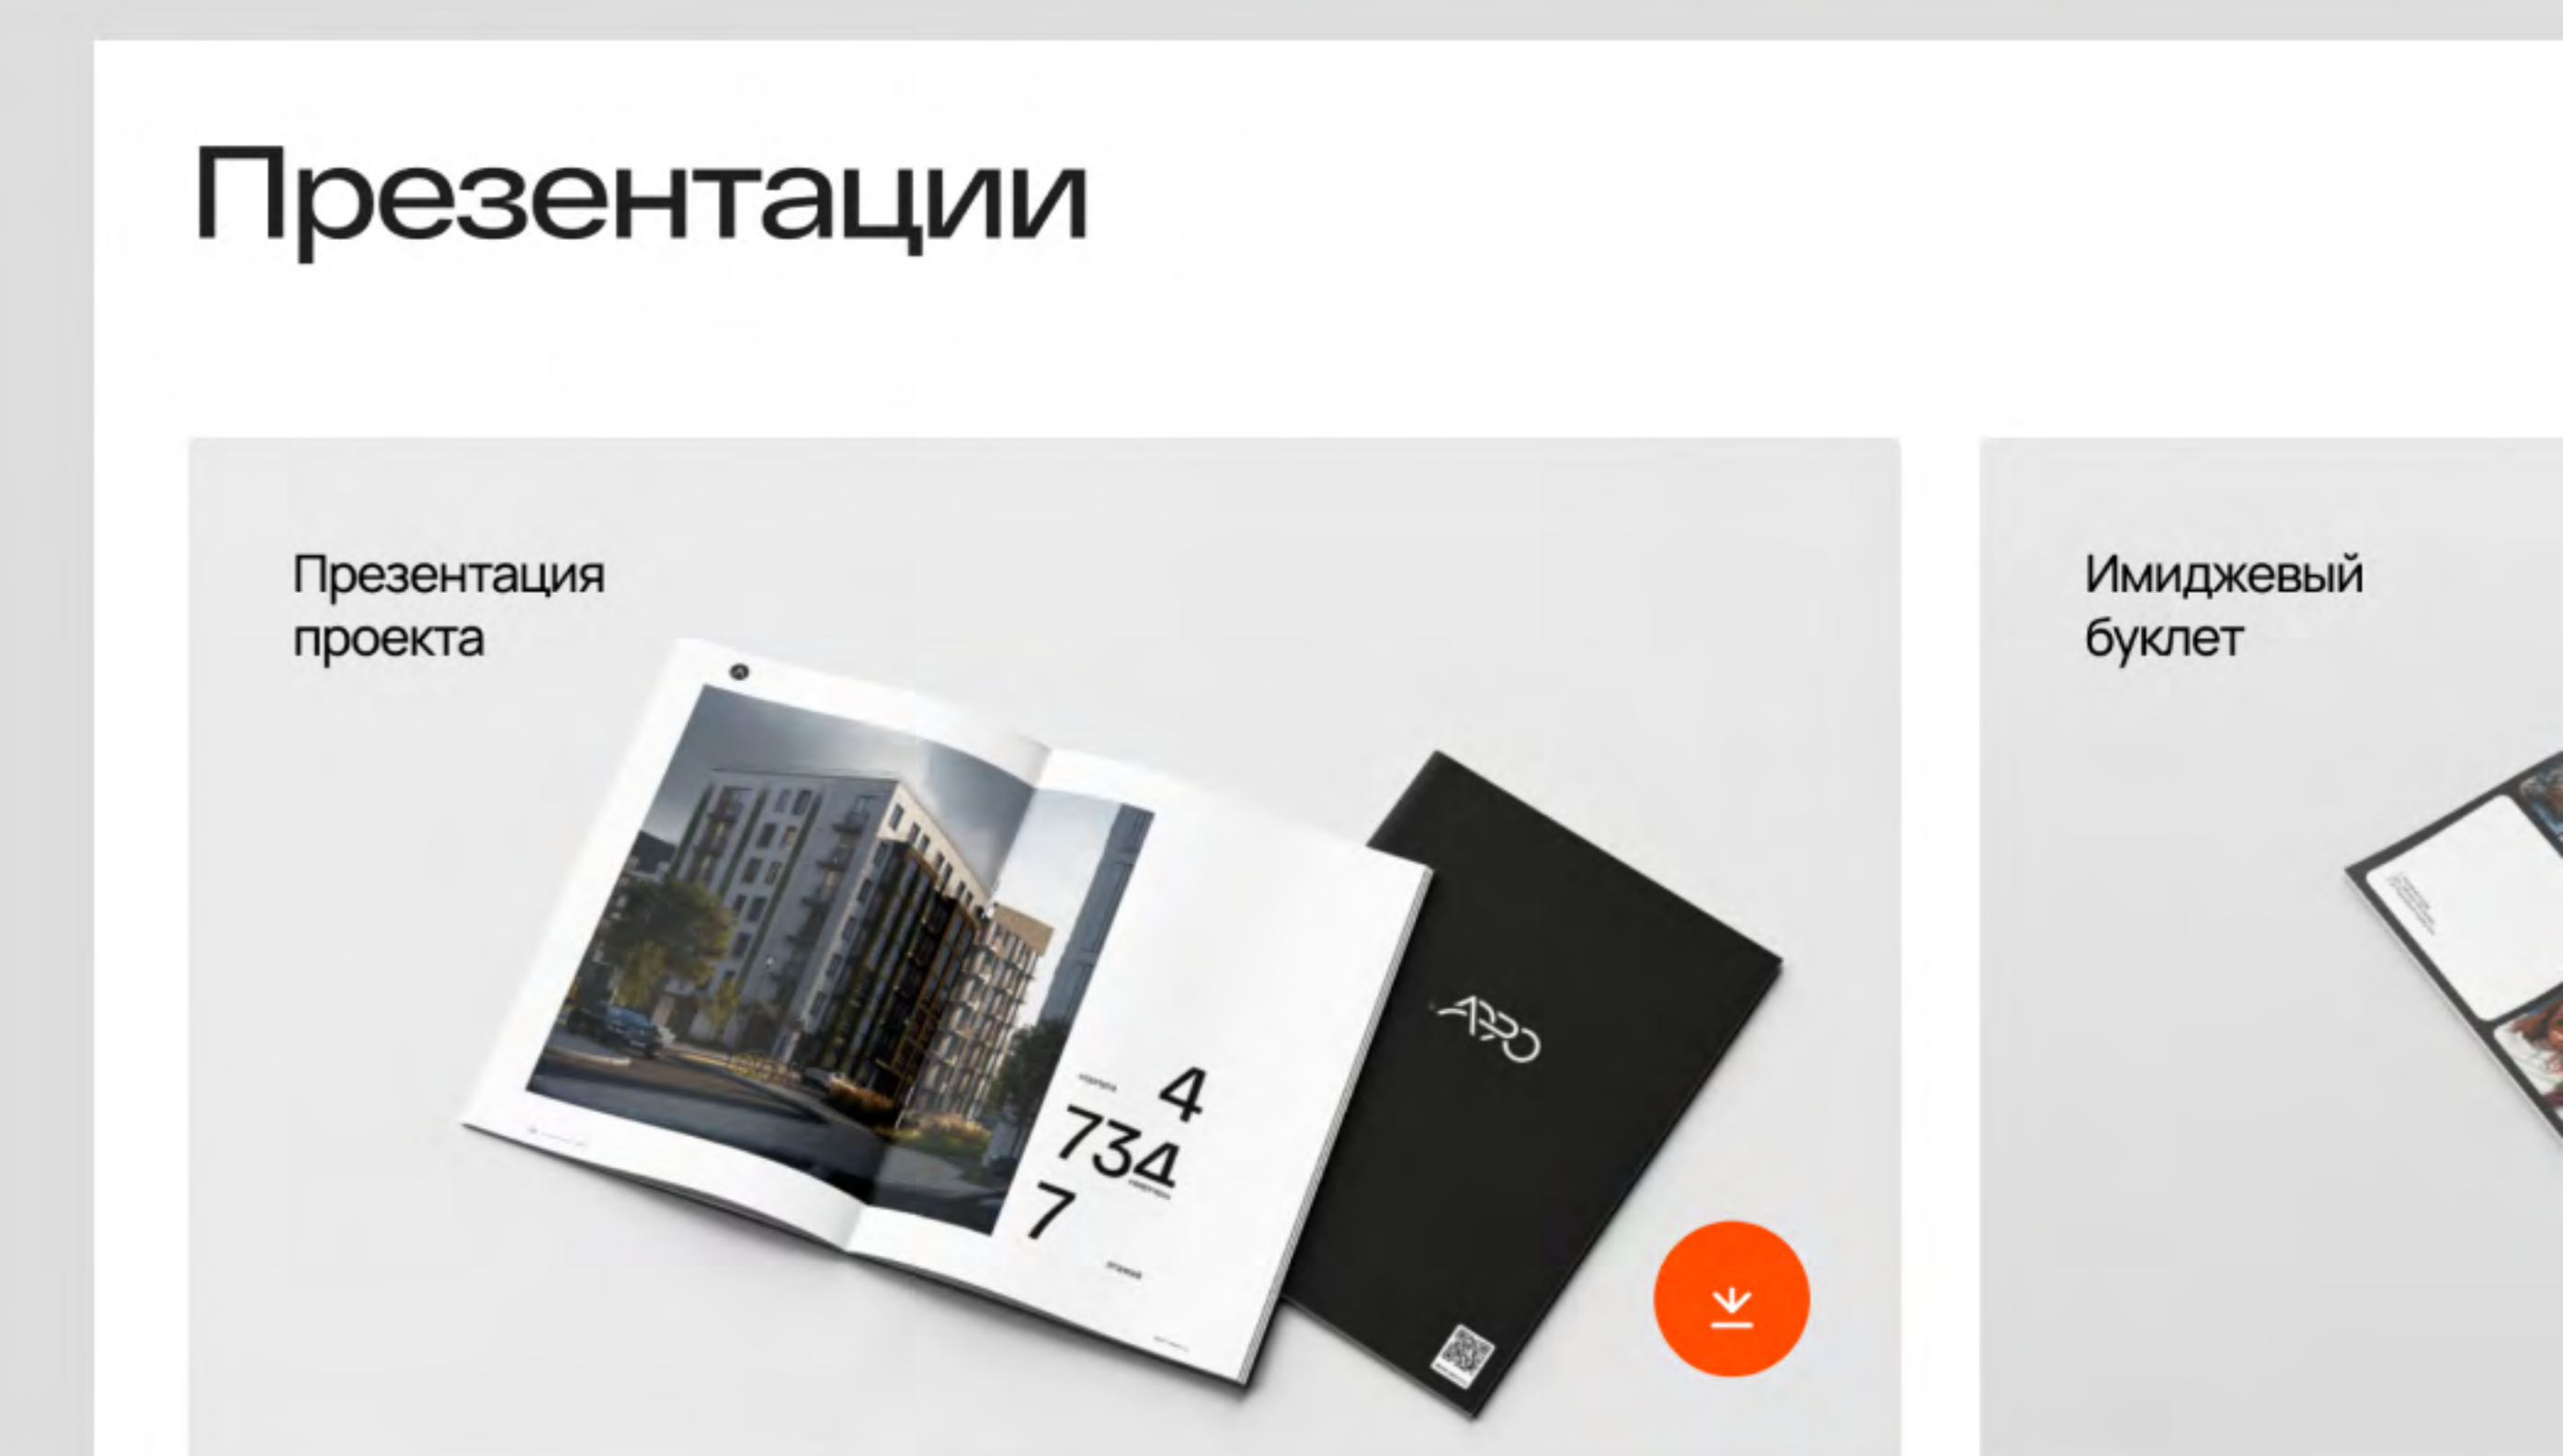 Презентации
Презентация
проекта
Имиджевый
буклет
4
734
7